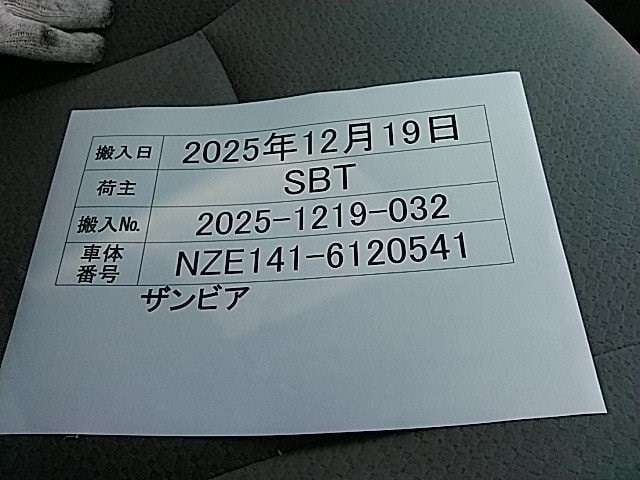 搬入日 2025年12月19日
荷主 SBT
搬入No. 2025-1219-032
車体番号 NZE141-6120541
ザンビア